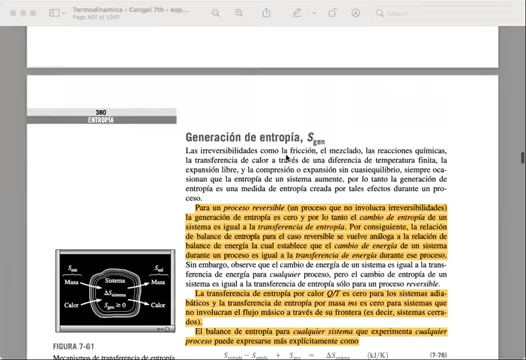 Termodinamica - Cengel 7th - esp...
Page 407 of 1,041
Search
380
ENTROPÍA
Generación de entropía, Sgen
Las irreversibilidades como la fricción, el mezclado, las reacciones químicas,
la transferencia de calor a través de una diferencia de temperatura finita, la
expansión libre, y la compresión o expansión sin cuasiequilibrio, siempre oca-
sionan que la entropía de un sistema aumente, por lo tanto la generación de
entropía es una medida de entropía creada por tales efectos durante un pro-
ceso.
Para un proceso reversible (un proceso que no involucra irreversibilidades)
la generación de entropía es cero y por lo tanto el cambio de entropía de un
sistema es igual a la transferencia de entropía. Por consiguiente, la relación
de balance de entropía para el caso reversible se vuelve análoga a la relación de
balance de energía la cual establece que el cambio de energía de un sistema
durante un proceso es igual a la transferencia de energía durante ese proceso.
Sin embargo, observe que el cambio de energía de un sistema es igual a la trans-
ferencia de energía para cualquier proceso, pero el cambio de entropía de un
sistema es igual a la transferencia de entropía sólo para un proceso reversible.
La transferencia de entropía por calor Q/T es cero para los sistemas adia-
báticos y la transferencia de entropía por masa ms es cero para sistemas que
no involucran el flujo másico a través de su frontera (es decir, sistemas cerra-
dos).
El balance de entropía para cualquier sistema que experimenta cualquier
proceso puede expresarse más explícitamente como
Sentrada − Ssalida + Sgen = ΔSsistema (kJ/K) (7-76)
Sent
Masa
Calor
Sistema
ΔSsistema
Sgen ≥ 0
Ssal
Masa
Calor
FIGURA 7-61
Mecanismos de transferencia de entropía